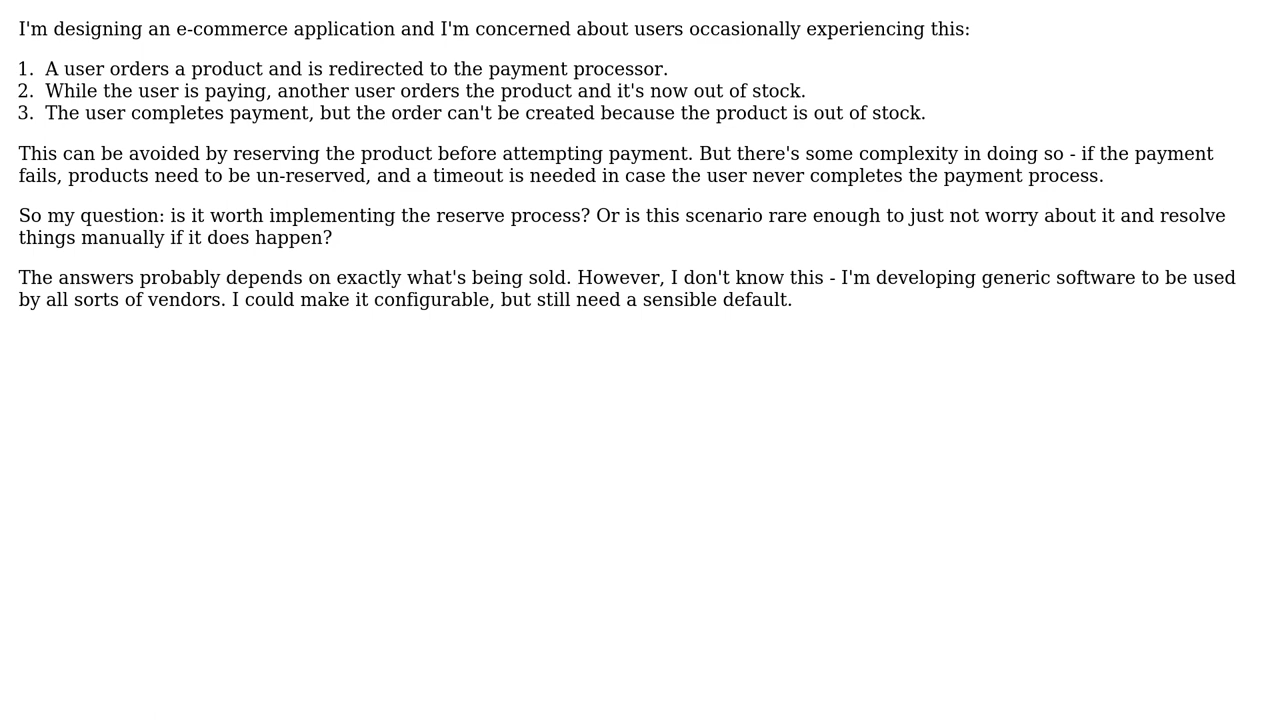 I'm designing an e-commerce application and I'm concerned about users occasionally experiencing this:
1. A user orders a product and is redirected to the payment processor.
2. While the user is paying, another user orders the product and it's now out of stock.
3. The user completes payment, but the order can't be created because the product is out of stock.
This can be avoided by reserving the product before attempting payment. But there's some complexity in doing so - if the payment
fails, products need to be un-reserved, and a timeout is needed in case the user never completes the payment process.
So my question: is it worth implementing the reserve process? Or is this scenario rare enough to just not worry about it and resolve
things manually if it does happen?
The answers probably depends on exactly what's being sold. However, I don't know this - I'm developing generic software to be used
by all sorts of vendors. I could make it configurable, but still need a sensible default.